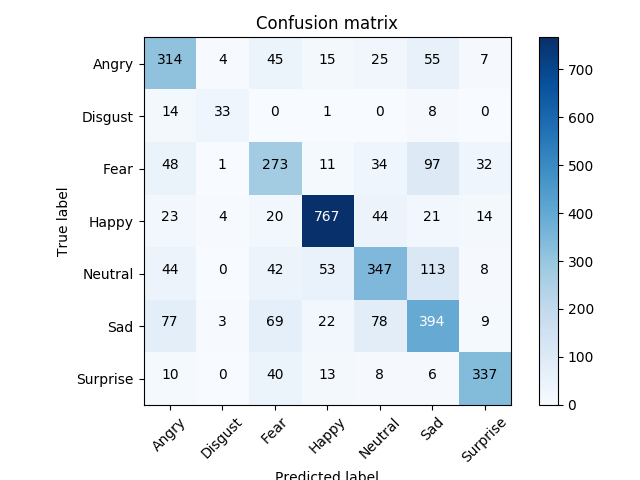 Confusion matrix
True label
Angry 314 4 45 15 25 55 7
Disgust 14 33 0 1 0 8 0
Fear 48 1 273 11 34 97 32
Happy 23 4 20 767 44 21 14
Neutral 44 0 42 53 347 113 8
Sad 77 3 69 22 78 394 9
Surprise 10 0 40 13 8 6 337
Angry Disgust Fear Happy Neutral Sad Surprise
Predicted label
700
600
500
400
300
200
100
0